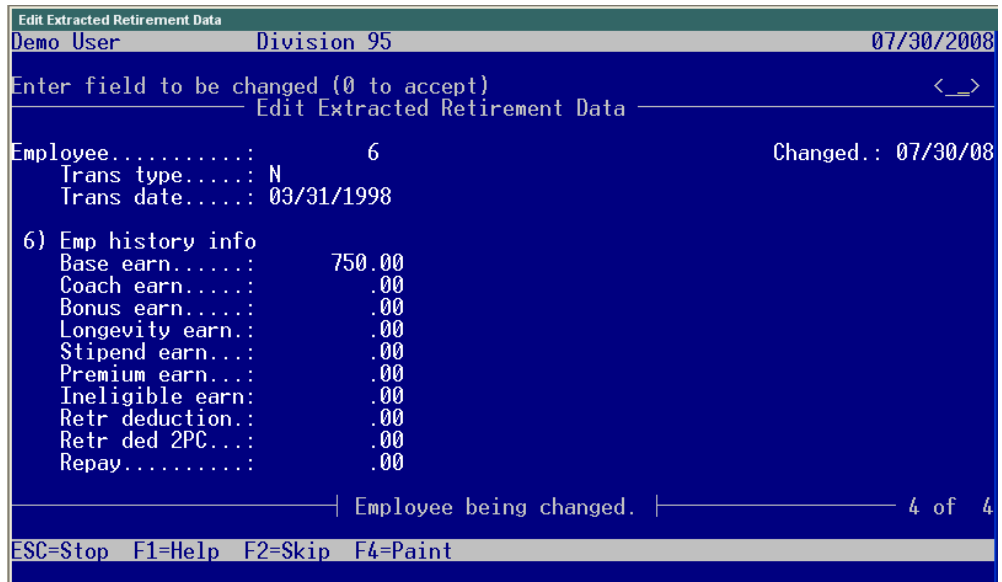 Edit Extracted Retirement Data
Demo User Division 95 07/30/2008
Enter field to be changed (0 to accept) <__>
Edit Extracted Retirement Data
Employee...........: 6 Changed.: 07/30/08
Trans type.....: N
Trans date.....: 03/31/1998
6) Emp history info
Base earn......: 750.00
Coach earn.....: .00
Bonus earn.....: .00
Longevity earn.: .00
Stipend earn...: .00
Premium earn...: .00
Ineligible earn: .00
Retr deduction.: .00
Retr ded 2PC...: .00
Repay..........: .00
Employee being changed. 4 of 4
ESC=Stop F1=Help F2=Skip F4=Paint